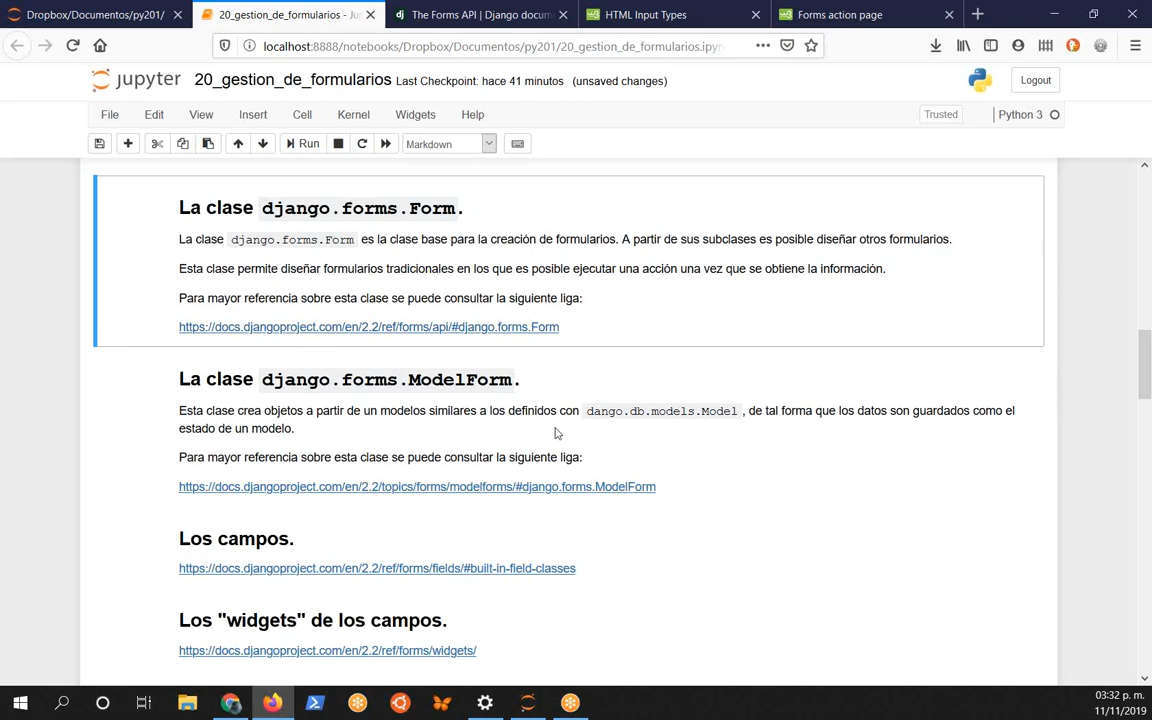 Dropbox/Documentos/py201/
20_gestion_de_formularios - Ju
The Forms API | Django docum
HTML Input Types
Forms action page
localhost:8888/notebooks/Dropbox/Documentos/py201/20_gestion_de_formularios.ipyn
jupyter 20_gestion_de_formularios Last Checkpoint: hace 41 minutos (unsaved changes)
Logout
File Edit View Insert Cell Kernel Widgets Help
Trusted
Python 3
Run
Markdown
La clase django.forms.Form.
La clase django.forms.Form es la clase base para la creación de formularios. A partir de sus subclases es posible diseñar otros formularios.
Esta clase permite diseñar formularios tradicionales en los que es posible ejecutar una acción una vez que se obtiene la información.
Para mayor referencia sobre esta clase se puede consultar la siguiente liga:
https://docs.djangoproject.com/en/2.2/ref/forms/api/#django.forms.Form
La clase django.forms.ModelForm.
Esta clase crea objetos a partir de un modelos similares a los definidos con dango.db.models.Model , de tal forma que los datos son guardados como el
estado de un modelo.
Para mayor referencia sobre esta clase se puede consultar la siguiente liga:
https://docs.djangoproject.com/en/2.2/topics/forms/modelforms/#django.forms.ModelForm
Los campos.
https://docs.djangoproject.com/en/2.2/ref/forms/fields/#built-in-field-classes
Los "widgets" de los campos.
https://docs.djangoproject.com/en/2.2/ref/forms/widgets/
03:32 p. m.
11/11/2019